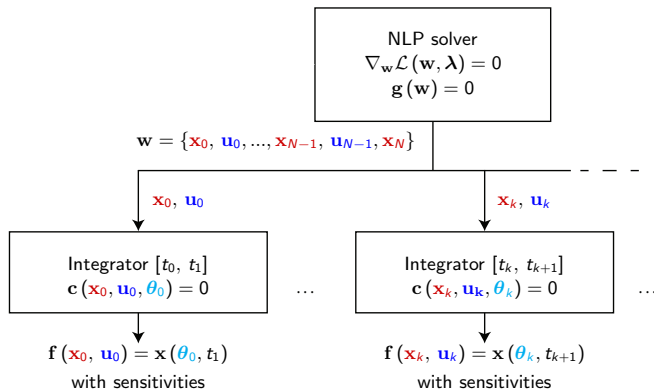 NLP solver
∇_w ℒ (w, λ) = 0
g (w) = 0
w = {x_0, u_0, ..., x_{N−1}, u_{N−1}, x_N}
x_0, u_0
x_k, u_k
Integrator [t_0, t_1]
c (x_0, u_0, θ_0) = 0
...
Integrator [t_k, t_{k+1}]
c (x_k, u_k, θ_k) = 0
...
f (x_0, u_0) = x (θ_0, t_1)
with sensitivities
f (x_k, u_k) = x (θ_k, t_{k+1})
with sensitivities